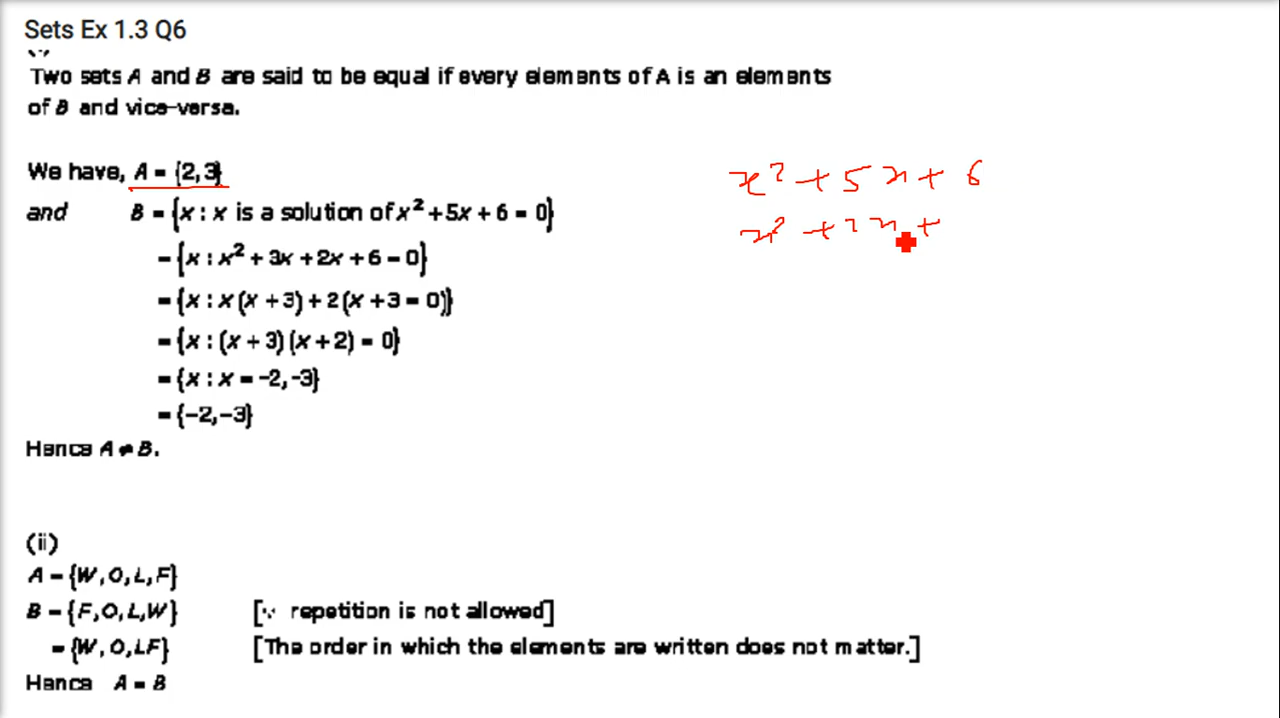 Sets Ex 1.3 Q6
Two sets A and B are said to be equal if every elements of A is an elements
of B and vice-versa.
We have, A = {2,3}
x² + 5x + 6
and B = {x : x is a solution of x² + 5x + 6 = 0}
x² + 2x +
= {x : x² + 3x + 2x + 6 = 0}
= {x : x(x + 3) + 2(x + 3 = 0)}
= {x : (x + 3)(x + 2) = 0}
= {x : x = -2, -3}
= {-2, -3}
Hence A ≠ B.
(ii)
A = {W, O, L, F}
B = {F, O, L, W} [∵ repetition is not allowed]
= {W, O, LF} [The order in which the elements are written does not matter.]
Hence A = B